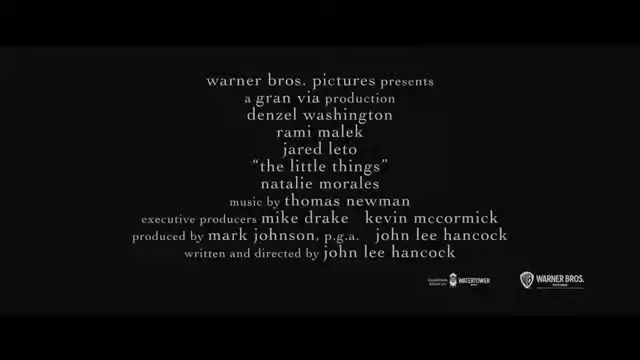 warner bros. pictures presents
a gran via production
denzel washington
rami malek
jared leto
“the little things”
natalie morales
music by thomas newman
executive producers mike drake kevin mccormick
produced by mark johnson, p.g.a. john lee hancock
written and directed by john lee hancock
WATERTOWER
WARNER BROS.
PICTURES